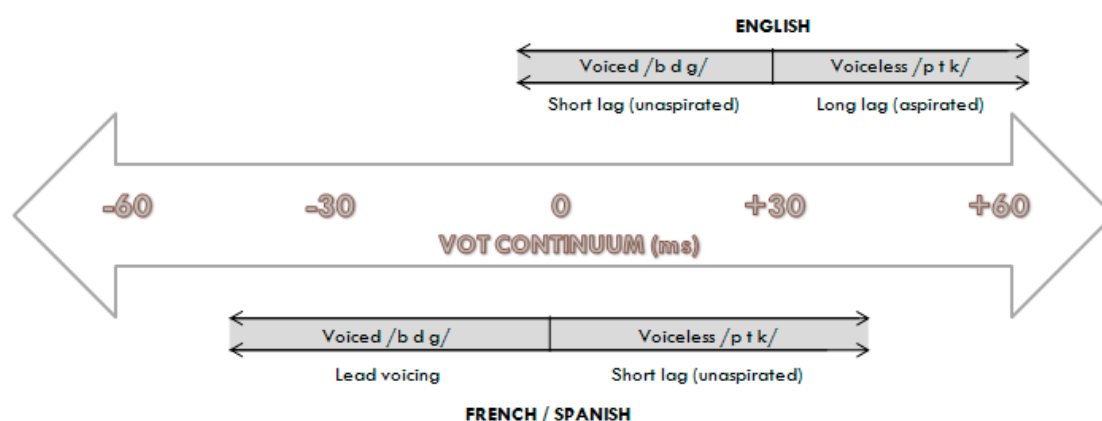 ENGLISH
Voiced /b d g/ Voiceless /p t k/
Short lag (unaspirated) Long lag (aspirated)
-60 -30 0 +30 +60
VOT CONTINUUM (ms)
Voiced /b d g/ Voiceless /p t k/
Lead voicing Short lag (unaspirated)
FRENCH / SPANISH